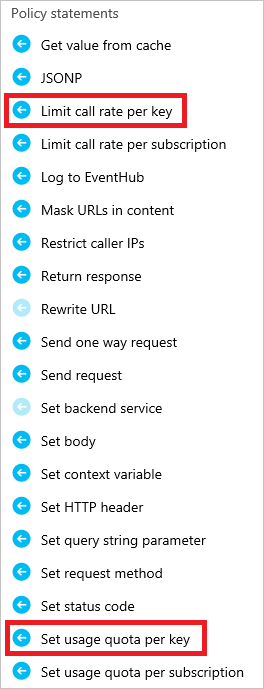 Policy statements
Get value from cache
JSONP
Limit call rate per key
Limit call rate per subscription
Log to EventHub
Mask URLs in content
Restrict caller IPs
Return response
Rewrite URL
Send one way request
Send request
Set backend service
Set body
Set context variable
Set HTTP header
Set query string parameter
Set request method
Set status code
Set usage quota per key
Set usage quota per subscription